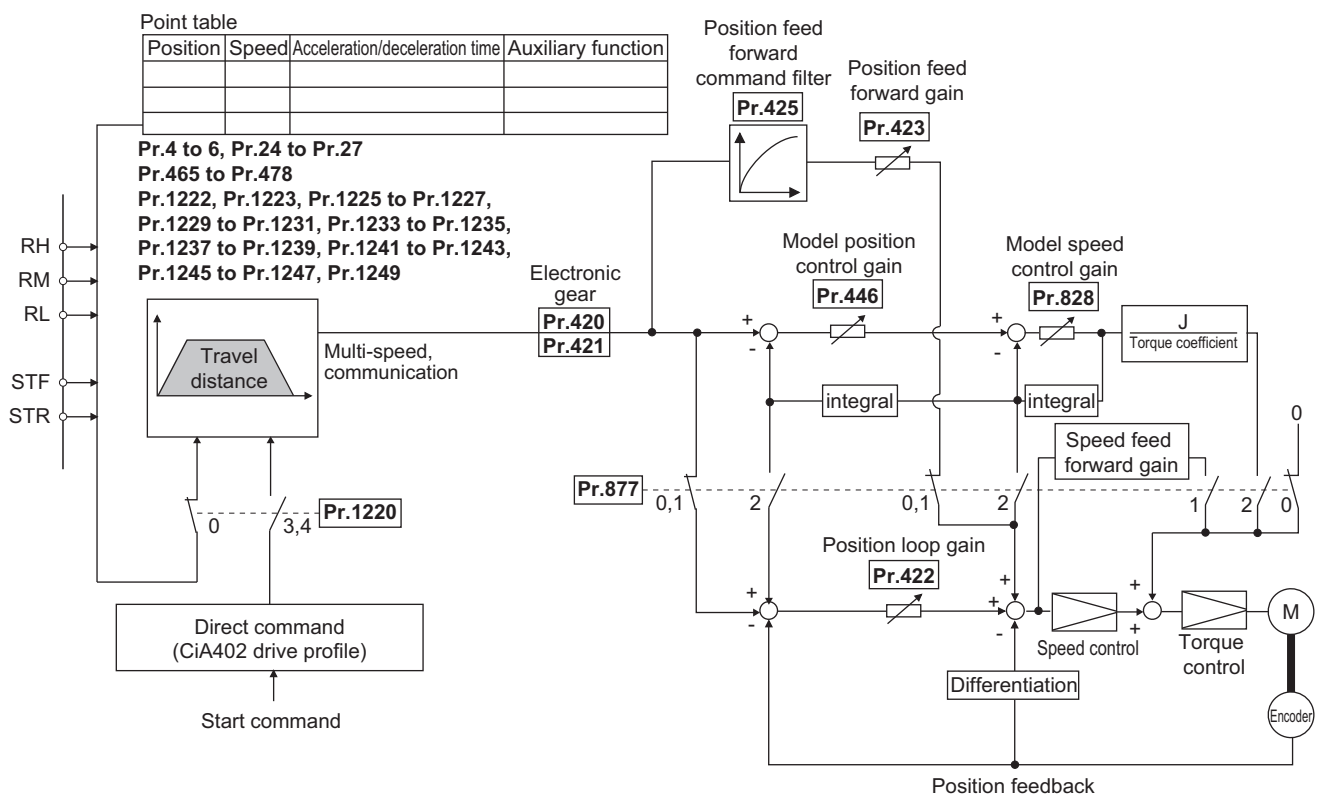 Point table
Position Speed Acceleration/deceleration time Auxiliary function
Pr.4 to 6, Pr.24 to Pr.27
Pr.465 to Pr.478
Pr.1222, Pr.1223, Pr.1225 to Pr.1227,
Pr.1229 to Pr.1231, Pr.1233 to Pr.1235,
Pr.1237 to Pr.1239, Pr.1241 to Pr.1243,
Pr.1245 to Pr.1247, Pr.1249
RH
RM
RL
STF
STR
Travel
distance
Multi-speed,
communication
0
3,4
Pr.1220
Direct command
(CiA402 drive profile)
Start command
Electronic
gear
Pr.420
Pr.421
Position feed
forward
command filter
Pr.425
Position feed
forward gain
Pr.423
Model position
control gain
Pr.446
+
-
Model speed
control gain
Pr.828
+
-
J
Torque coefficient
integral
integral
Speed feed
forward gain
0
Pr.877
0,1
2
0,1
2
1
2
0
Position loop gain
Pr.422
+
-
+
+
-
Speed control
+
+
Torque
control
M
Differentiation
Encoder
Position feedback